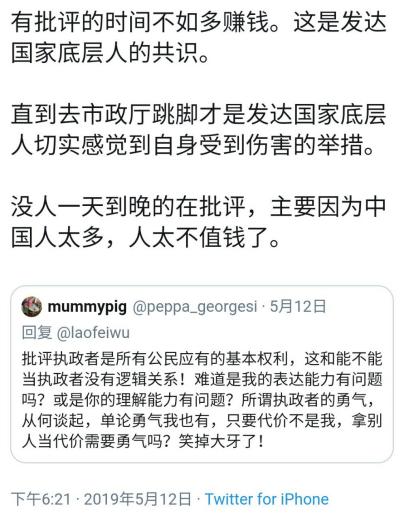 有批评的时间不如多赚钱。这是发达
国家底层人的共识。
直到去市政厅跳脚才是发达国家底层
人切实感觉到自身受到伤害的举措。
没人一天到晚的在批评，主要因为中
国人太多，人太不值钱了。
mummypig @peppa_georgesi · 5月12日
回复 @laofeiwu
批评执政者是所有公民应有的基本权利，这和能不能
当执政者没有逻辑关系！难道是我的表达能力有问题
吗？或是你的理解能力有问题？所谓执政者的勇气，
从何谈起，单论勇气我也有，只要代价不是我，拿别
人当代价需要勇气吗？笑掉大牙了！
下午6:21 · 2019年5月12日 · Twitter for iPhone